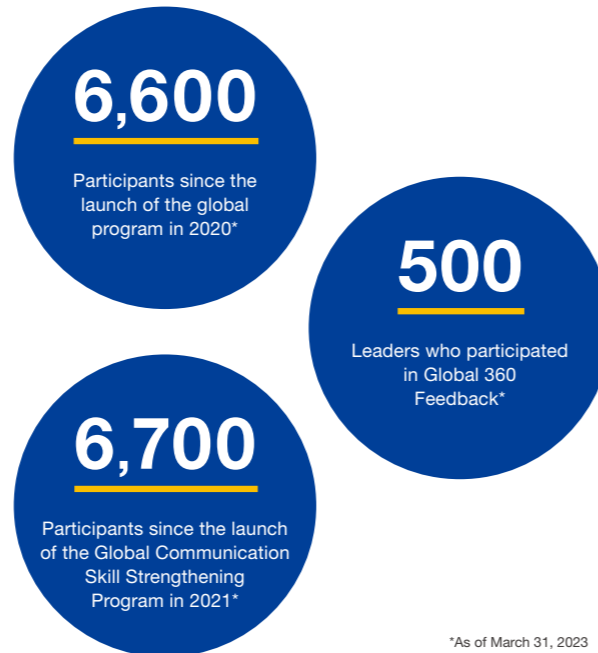 6,600
Participants since the
launch of the global
program in 2020*
500
Leaders who participated
in Global 360
Feedback*
6,700
Participants since the launch
of the Global Communication
Skill Strengthening
Program in 2021*
*As of March 31, 2023